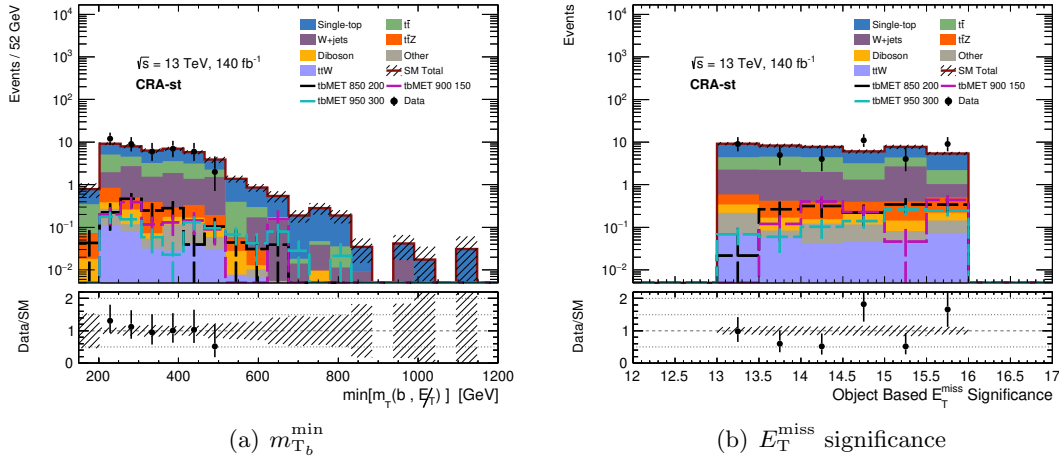 Events / 52 GeV
10⁴
10³
10²
10
1
10⁻¹
10⁻²
√s = 13 TeV, 140 fb⁻¹
CRA-st
Single-top
tt̄
W+jets
tt̄Z
Diboson
Other
ttW
SM Total
tbMET 850 200
tbMET 900 150
tbMET 950 300
Data
Data/SM
2
1
0
200 400 600 800 1000 1200
min[m_T(b , E̸_T) ] [GeV]
(a) m_{T_b}^{min}
Events
10⁴
10³
10²
10
1
10⁻¹
10⁻²
√s = 13 TeV, 140 fb⁻¹
CRA-st
Single-top
tt̄
W+jets
tt̄Z
Diboson
Other
ttW
SM Total
tbMET 850 200
tbMET 900 150
tbMET 950 300
Data
Data/SM
2
1
0
12 12.5 13 13.5 14 14.5 15 15.5 16 16.5 17
Object Based E_T^{miss} Significance
(b) E_T^{miss} significance